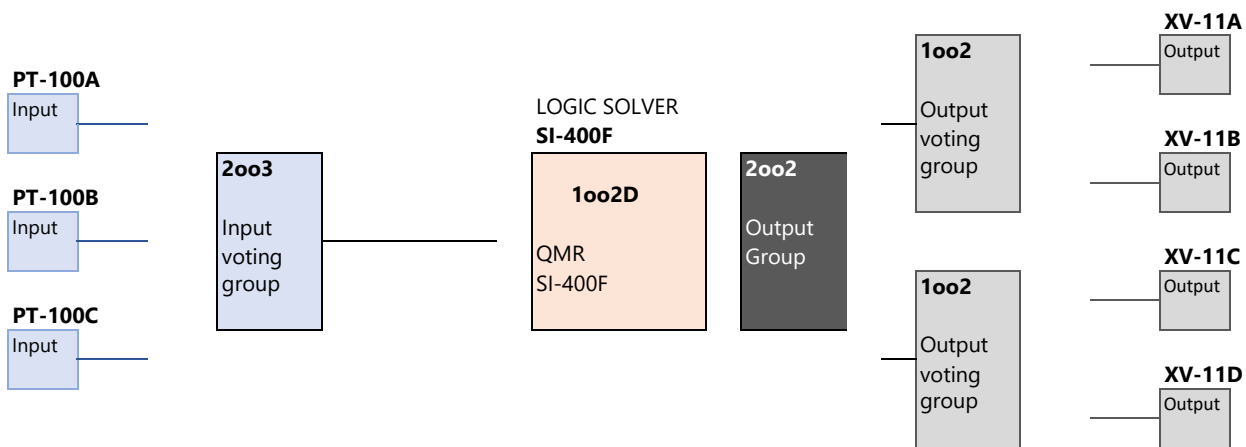 PT-100A
Input
PT-100B
Input
PT-100C
Input
2oo3
Input
voting
group
LOGIC SOLVER
SI-400F
1oo2D
QMR
SI-400F
2oo2
Output
Group
1oo2
Output
voting
group
1oo2
Output
voting
group
XV-11A
Output
XV-11B
Output
XV-11C
Output
XV-11D
Output